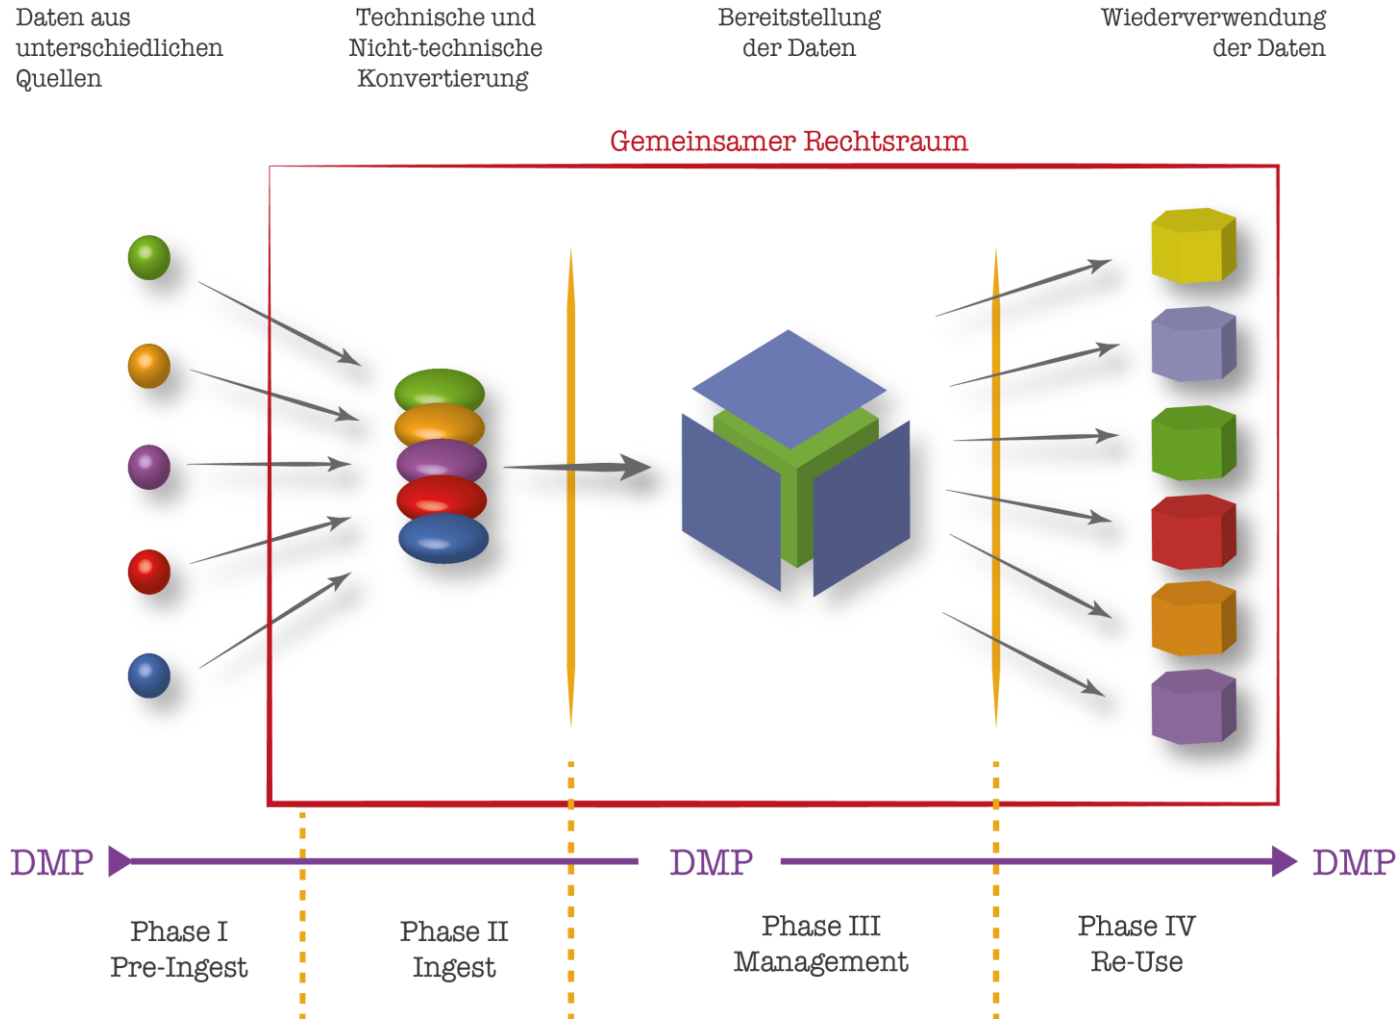 Daten aus
unterschiedlichen
Quellen
Technische und
Nicht-technische
Konvertierung
Bereitstellung
der Daten
Wiederverwendung
der Daten
Gemeinsamer Rechtsraum
DMP
DMP
DMP
Phase I
Pre-Ingest
Phase II
Ingest
Phase III
Management
Phase IV
Re-Use